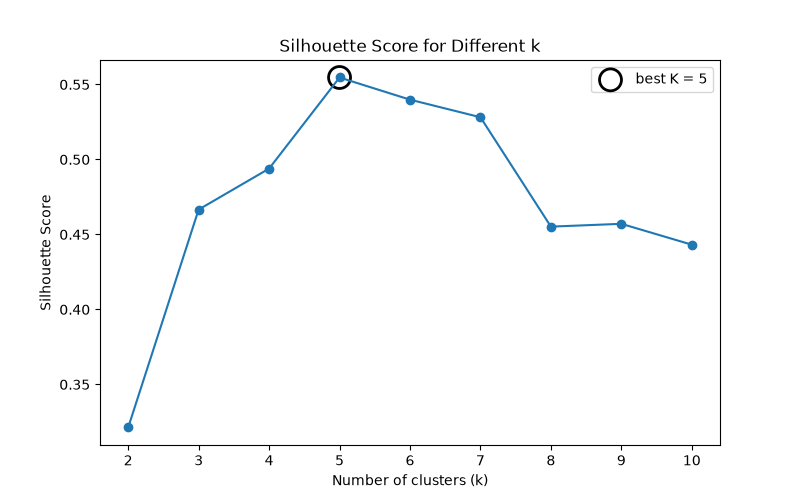 Silhouette Score for Different k
best K = 5
0.55
0.50
0.45
0.40
0.35
Silhouette Score
2 3 4 5 6 7 8 9 10
Number of clusters (k)